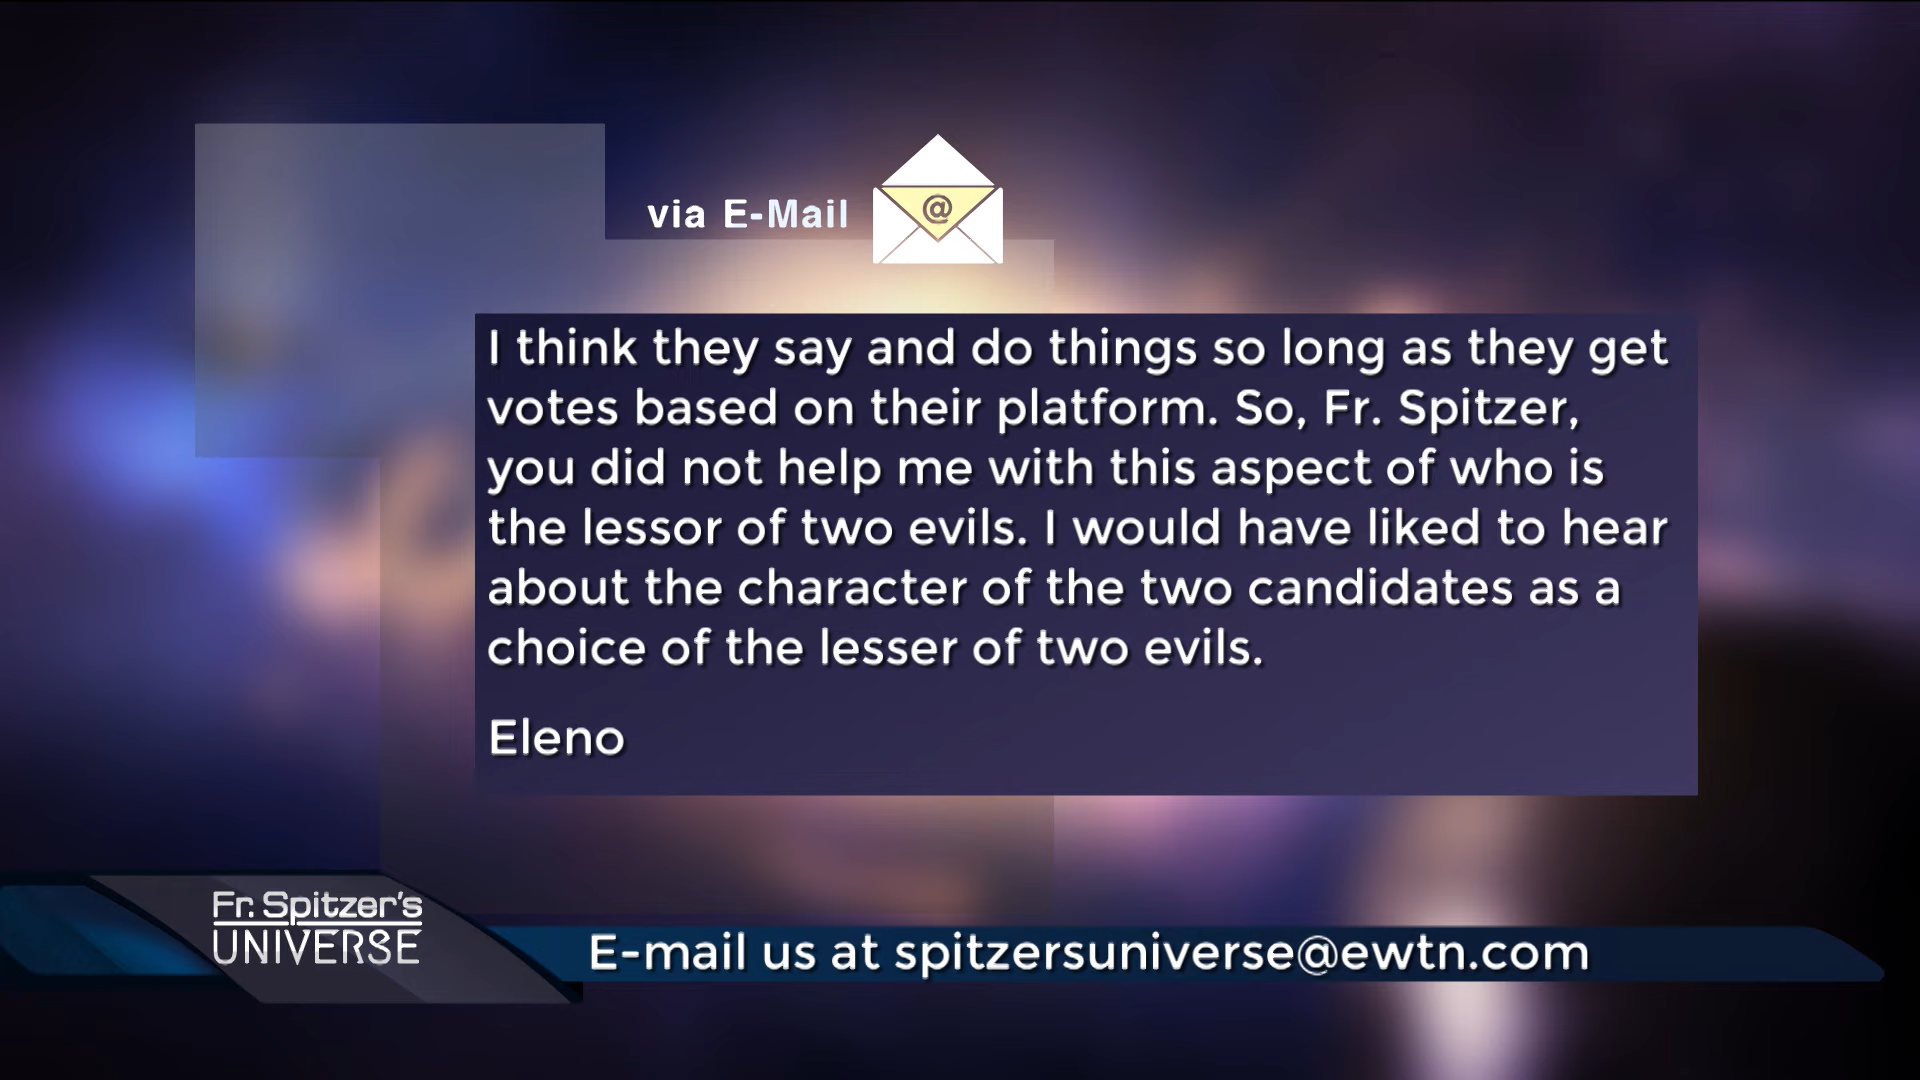 via E-Mail
@
I think they say and do things so long as they get
votes based on their platform. So, Fr. Spitzer,
you did not help me with this aspect of who is
the lessor of two evils. I would have liked to hear
about the character of the two candidates as a
choice of the lesser of two evils.
Eleno
Fr. Spitzer's
UNIVERSE
E-mail us at spitzersuniverse@ewtn.com